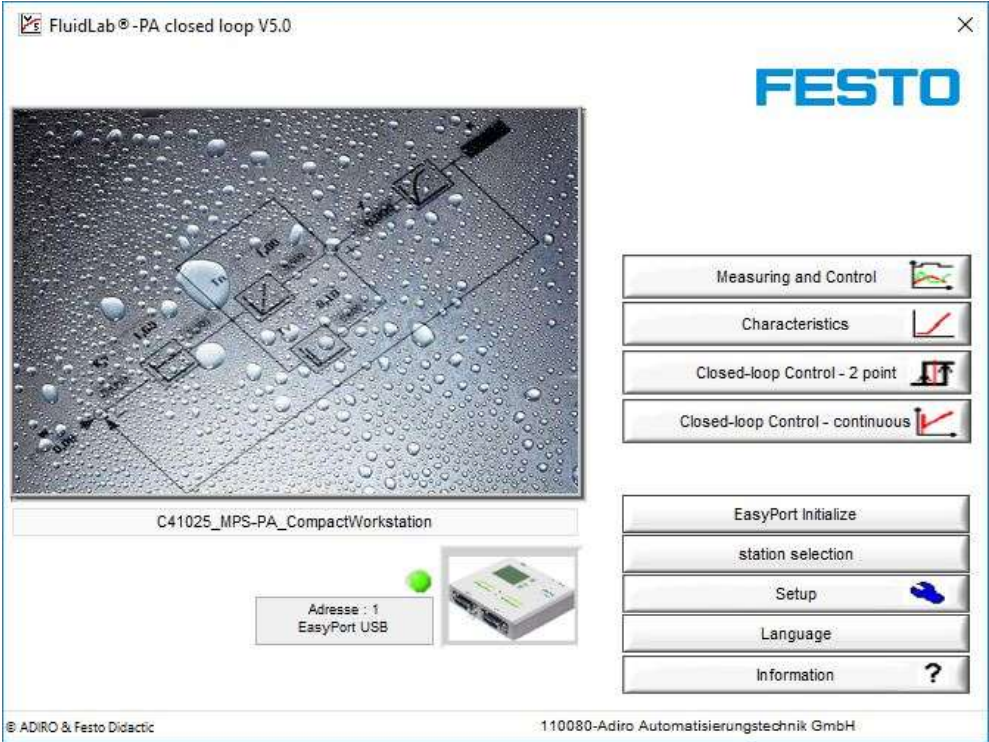 FluidLab®-PA closed loop V5.0
FESTO
Measuring and Control
Characteristics
Closed-loop Control - 2 point
Closed-loop Control - continuous
C41025_MPS-PA_CompactWorkstation
EasyPort Initialize
station selection
Adresse : 1
EasyPort USB
Setup
Language
Information
?
© ADIRO & Festo Didactic
110080-Adiro Automatisierungstechnik GmbH